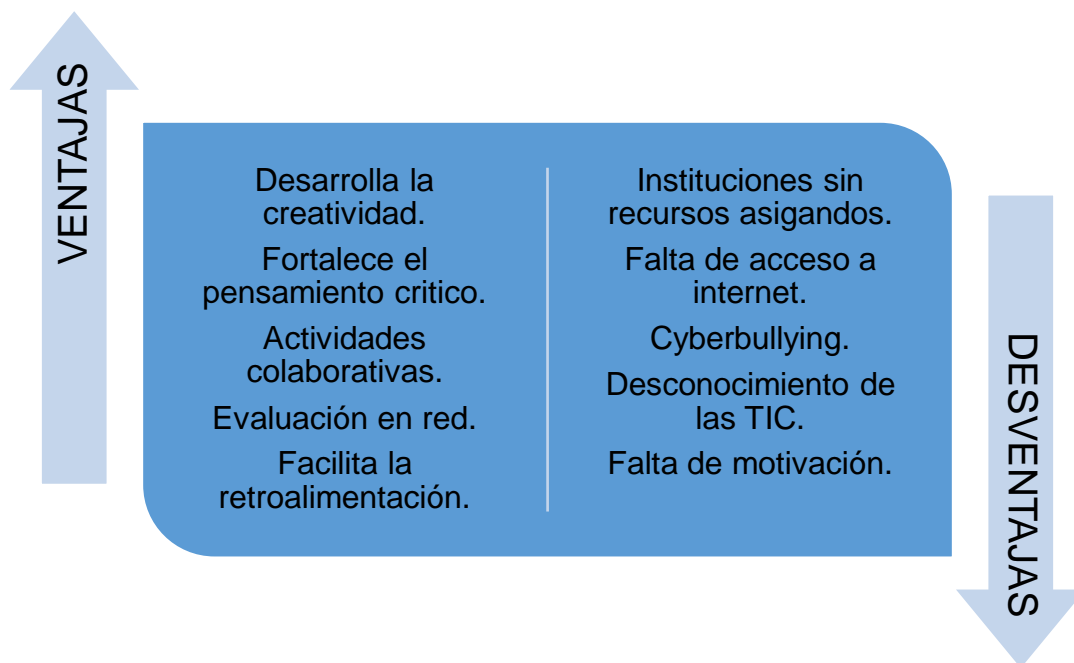 VENTAJAS
Desarrolla la
creatividad.
Fortalece el
pensamiento critico.
Actividades
colaborativas.
Evaluación en red.
Facilita la
retroalimentación.
Instituciones sin
recursos asigandos.
Falta de acceso a
internet.
Cyberbullying.
Desconocimiento de
las TIC.
Falta de motivación.
DESVENTAJAS